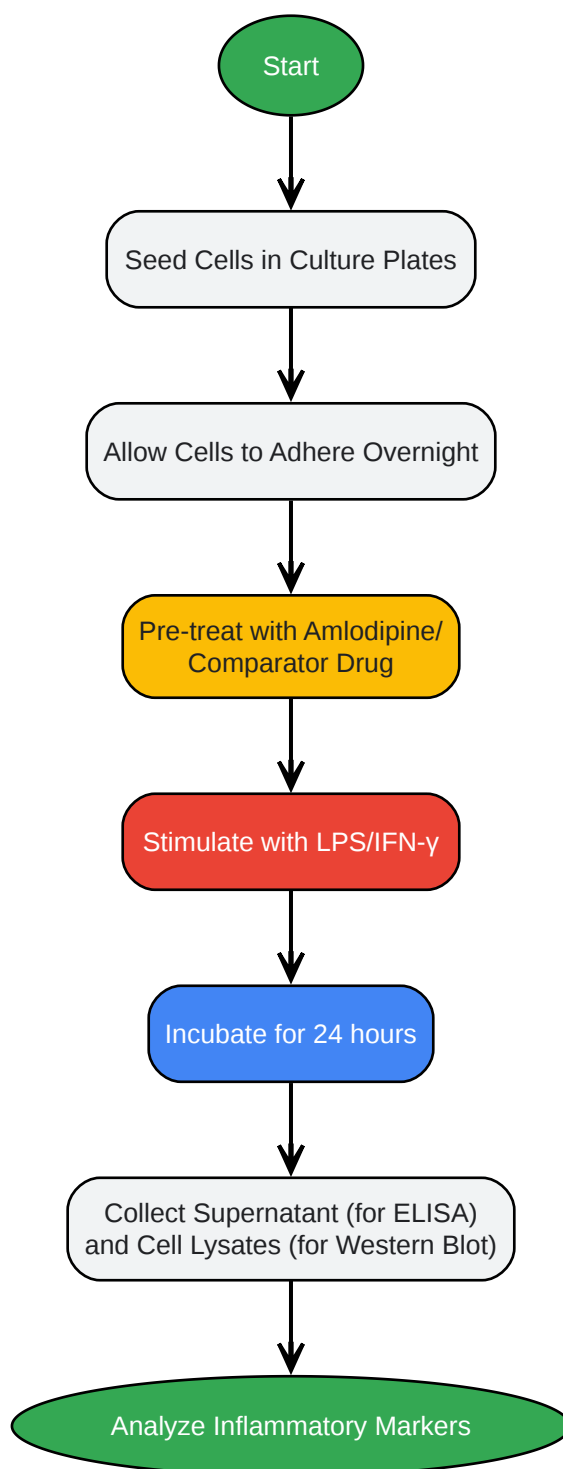 Start
Seed Cells in Culture Plates
Allow Cells to Adhere Overnight
Pre-treat with Amlodipine/
Comparator Drug
Stimulate with LPS/IFN-γ
Incubate for 24 hours
Collect Supernatant (for ELISA)
and Cell Lysates (for Western Blot)
Analyze Inflammatory Markers